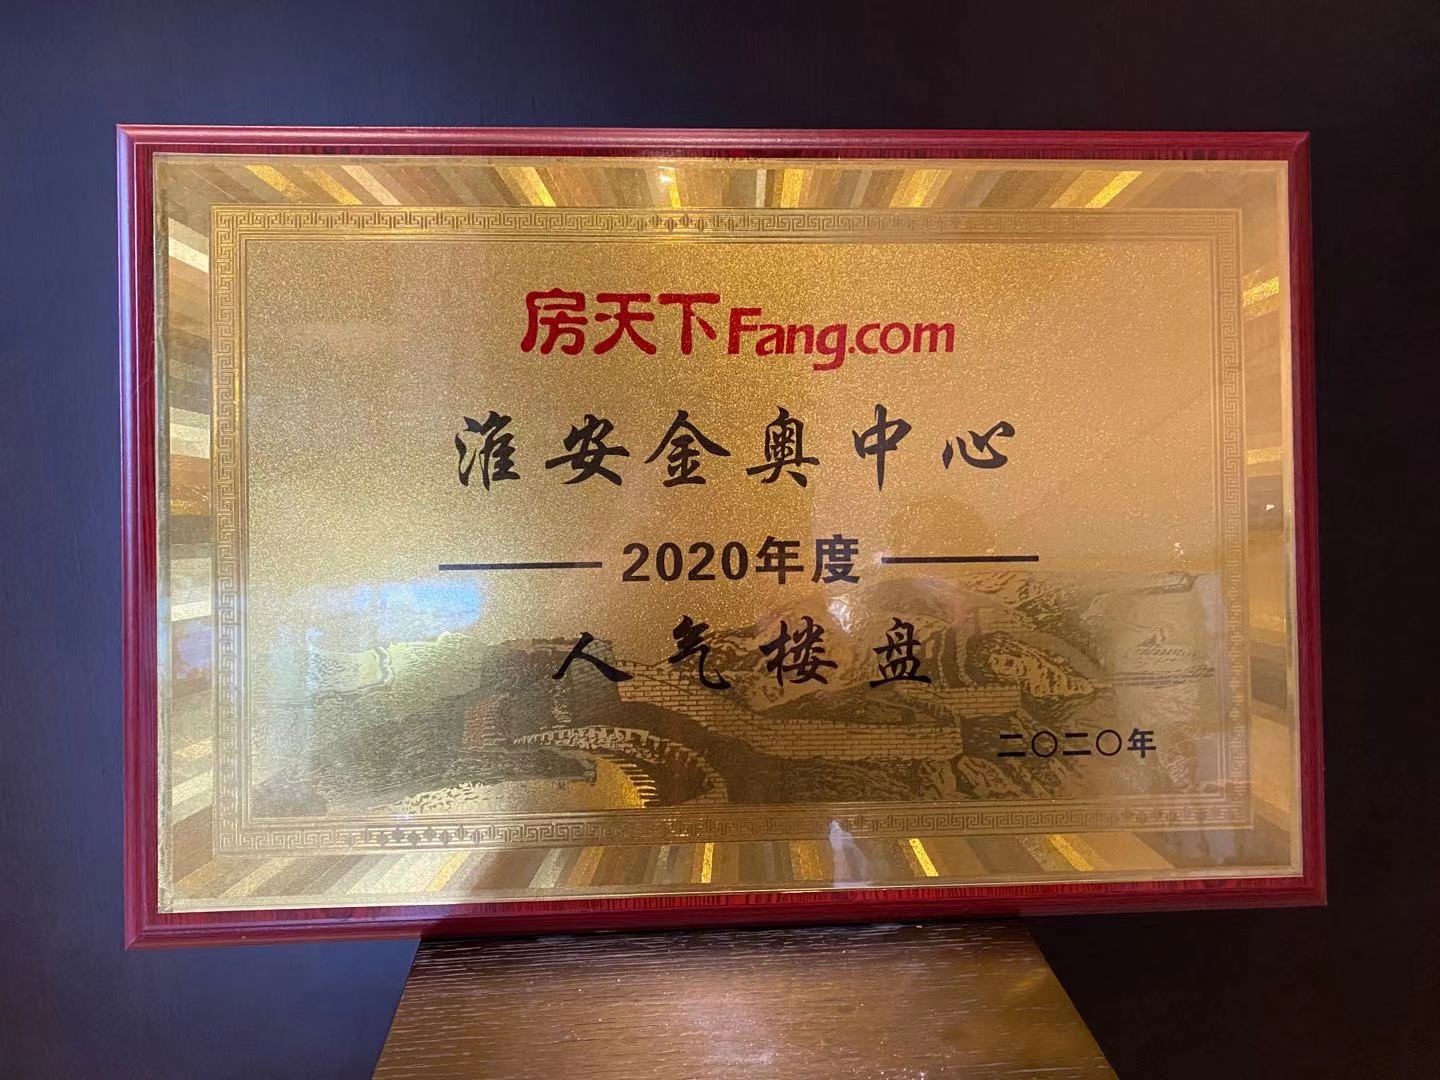 房天下Fang.com
淮安金奥中心
2020年度
人气楼盘
二〇二〇年